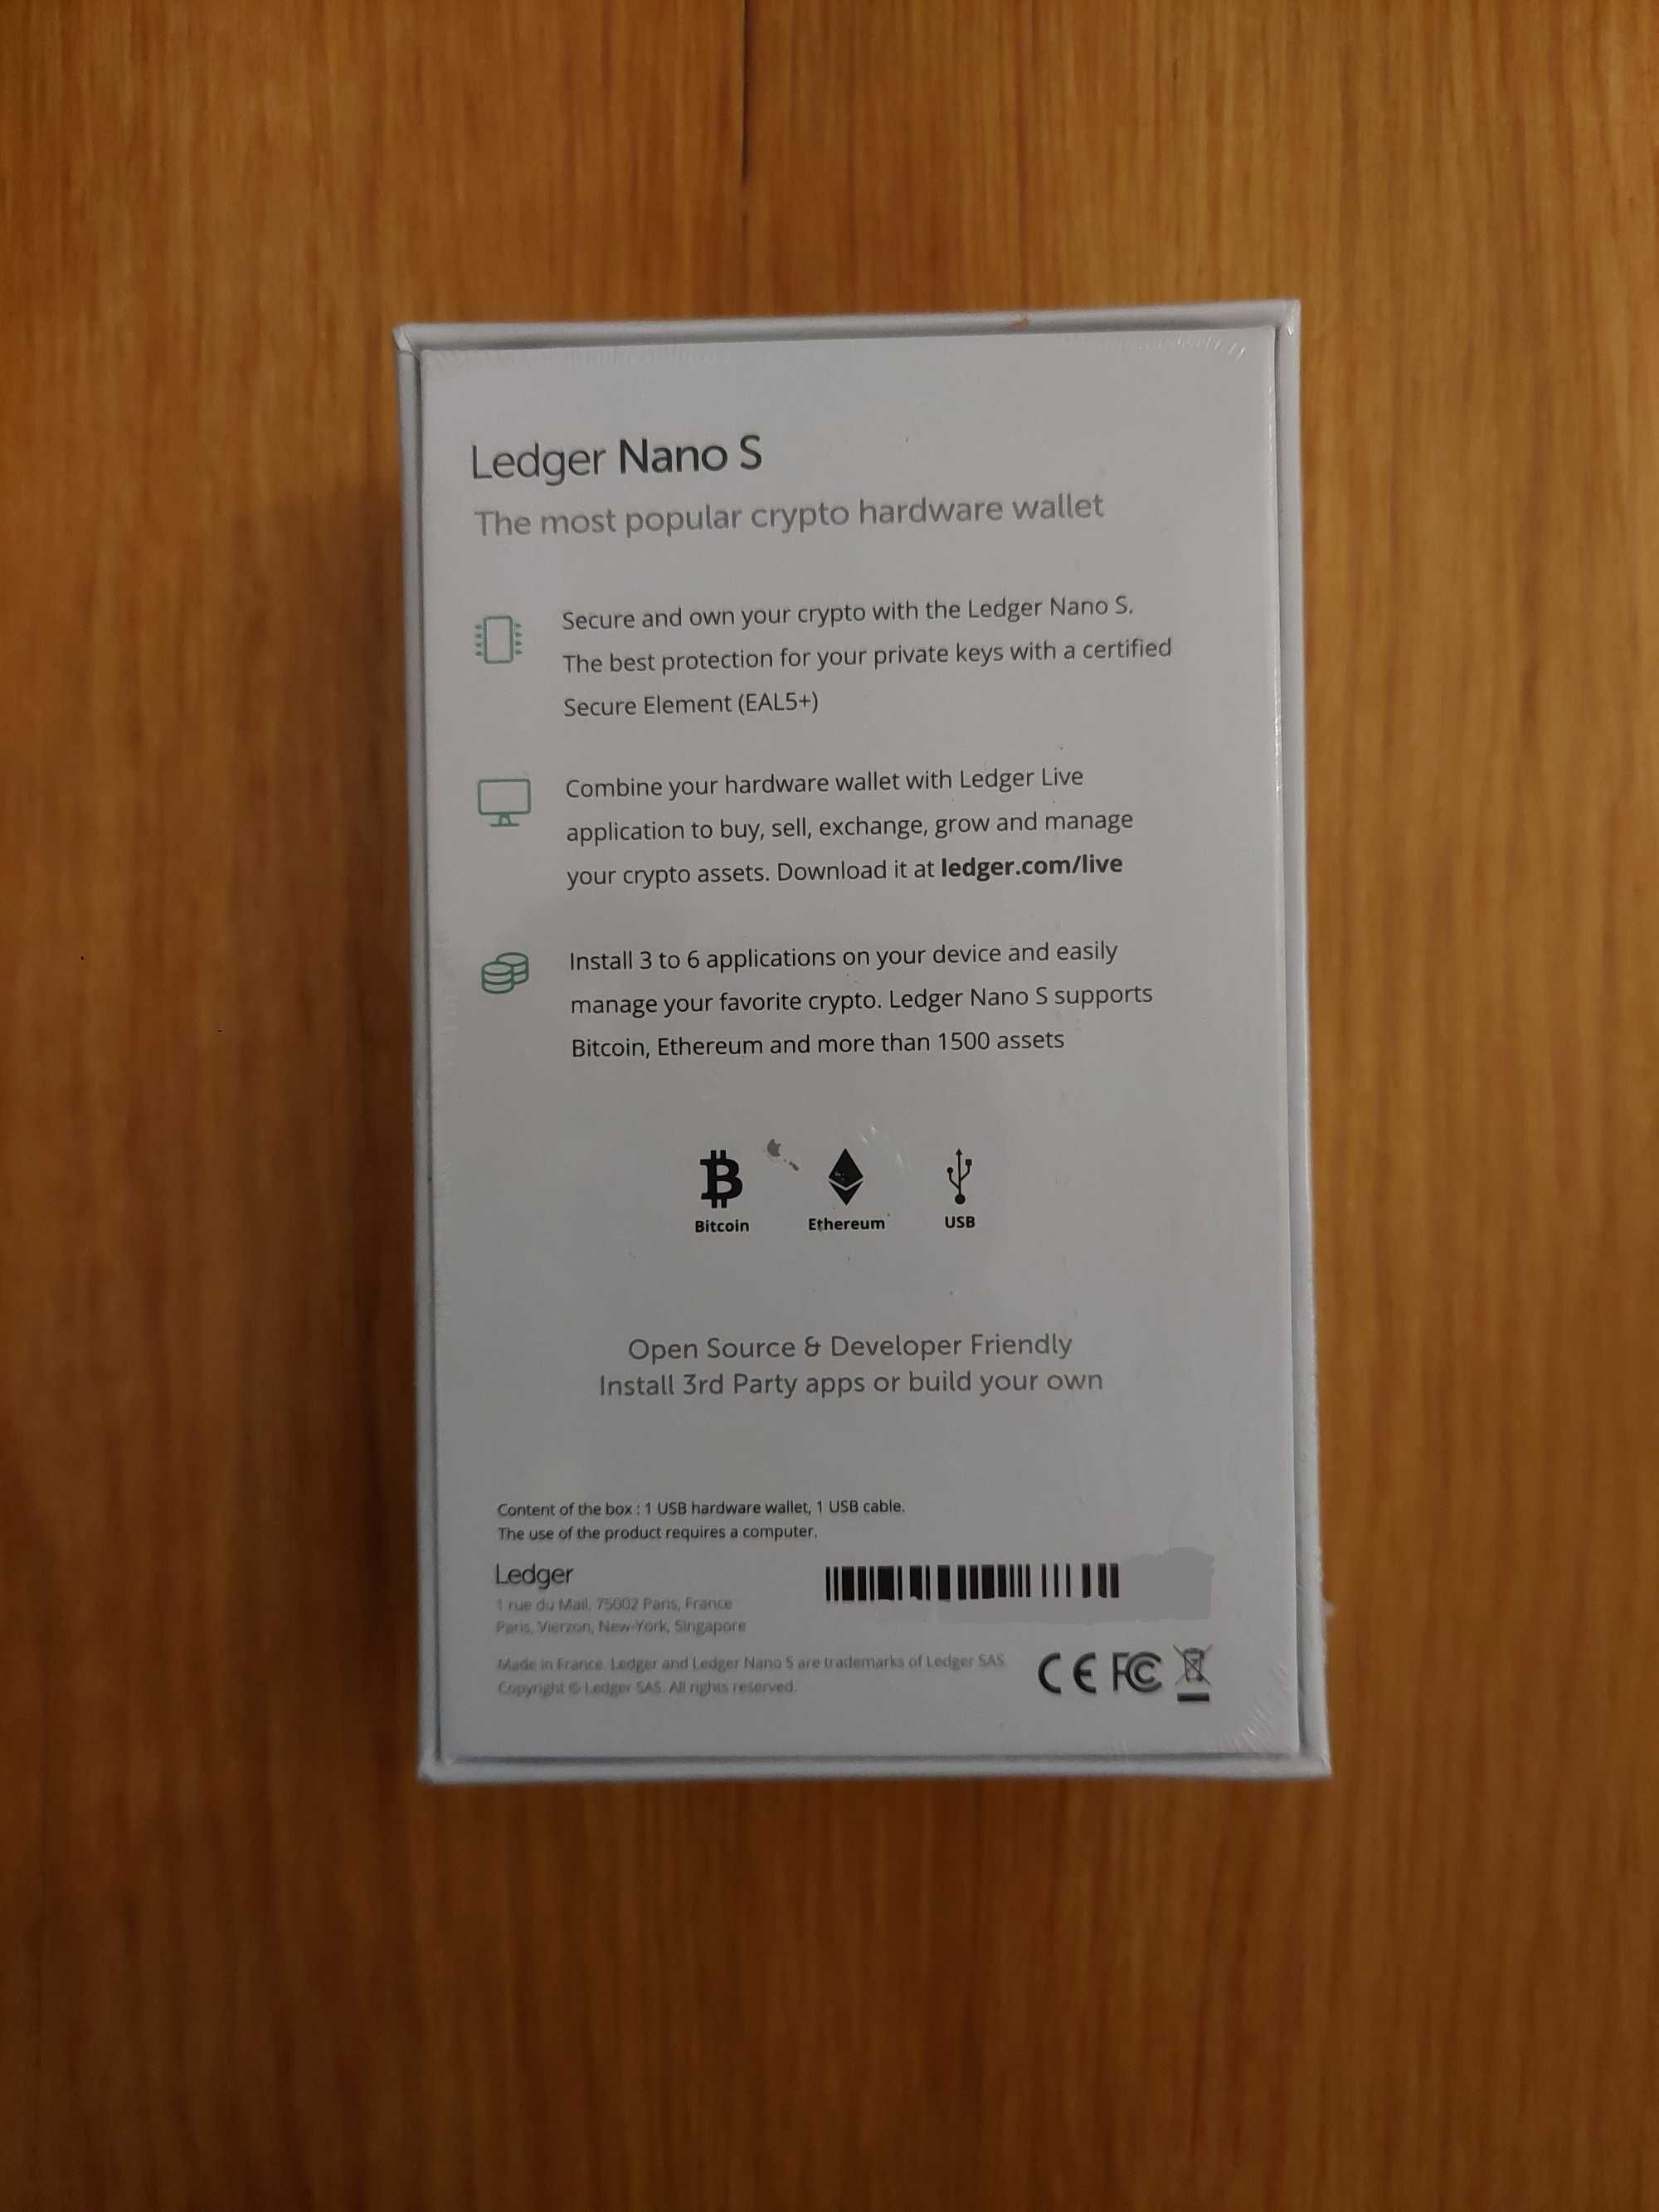 Ledger Nano S
The most popular crypto hardware wallet
Secure and own your crypto with the Ledger Nano S.
The best protection for your private keys with a certified
Secure Element (EAL5+)
Combine your hardware wallet with Ledger Live
application to buy, sell, exchange, grow and manage
your crypto assets. Download it at ledger.com/live
Install 3 to 6 applications on your device and easily
manage your favorite crypto. Ledger Nano S supports
Bitcoin, Ethereum and more than 1500 assets
Bitcoin Ethereum USB
Open Source & Developer Friendly
Install 3rd Party apps or build your own
Content of the box : 1 USB hardware wallet, 1 USB cable.
The use of the product requires a computer.
Ledger
1 rue du Mail, 75002 Paris, France
Paris, Vierzon, New-York, Singapore
Made in France. Ledger and Ledger Nano S are trademarks of Ledger SAS.
Copyright © Ledger SAS. All rights reserved.
CE FC